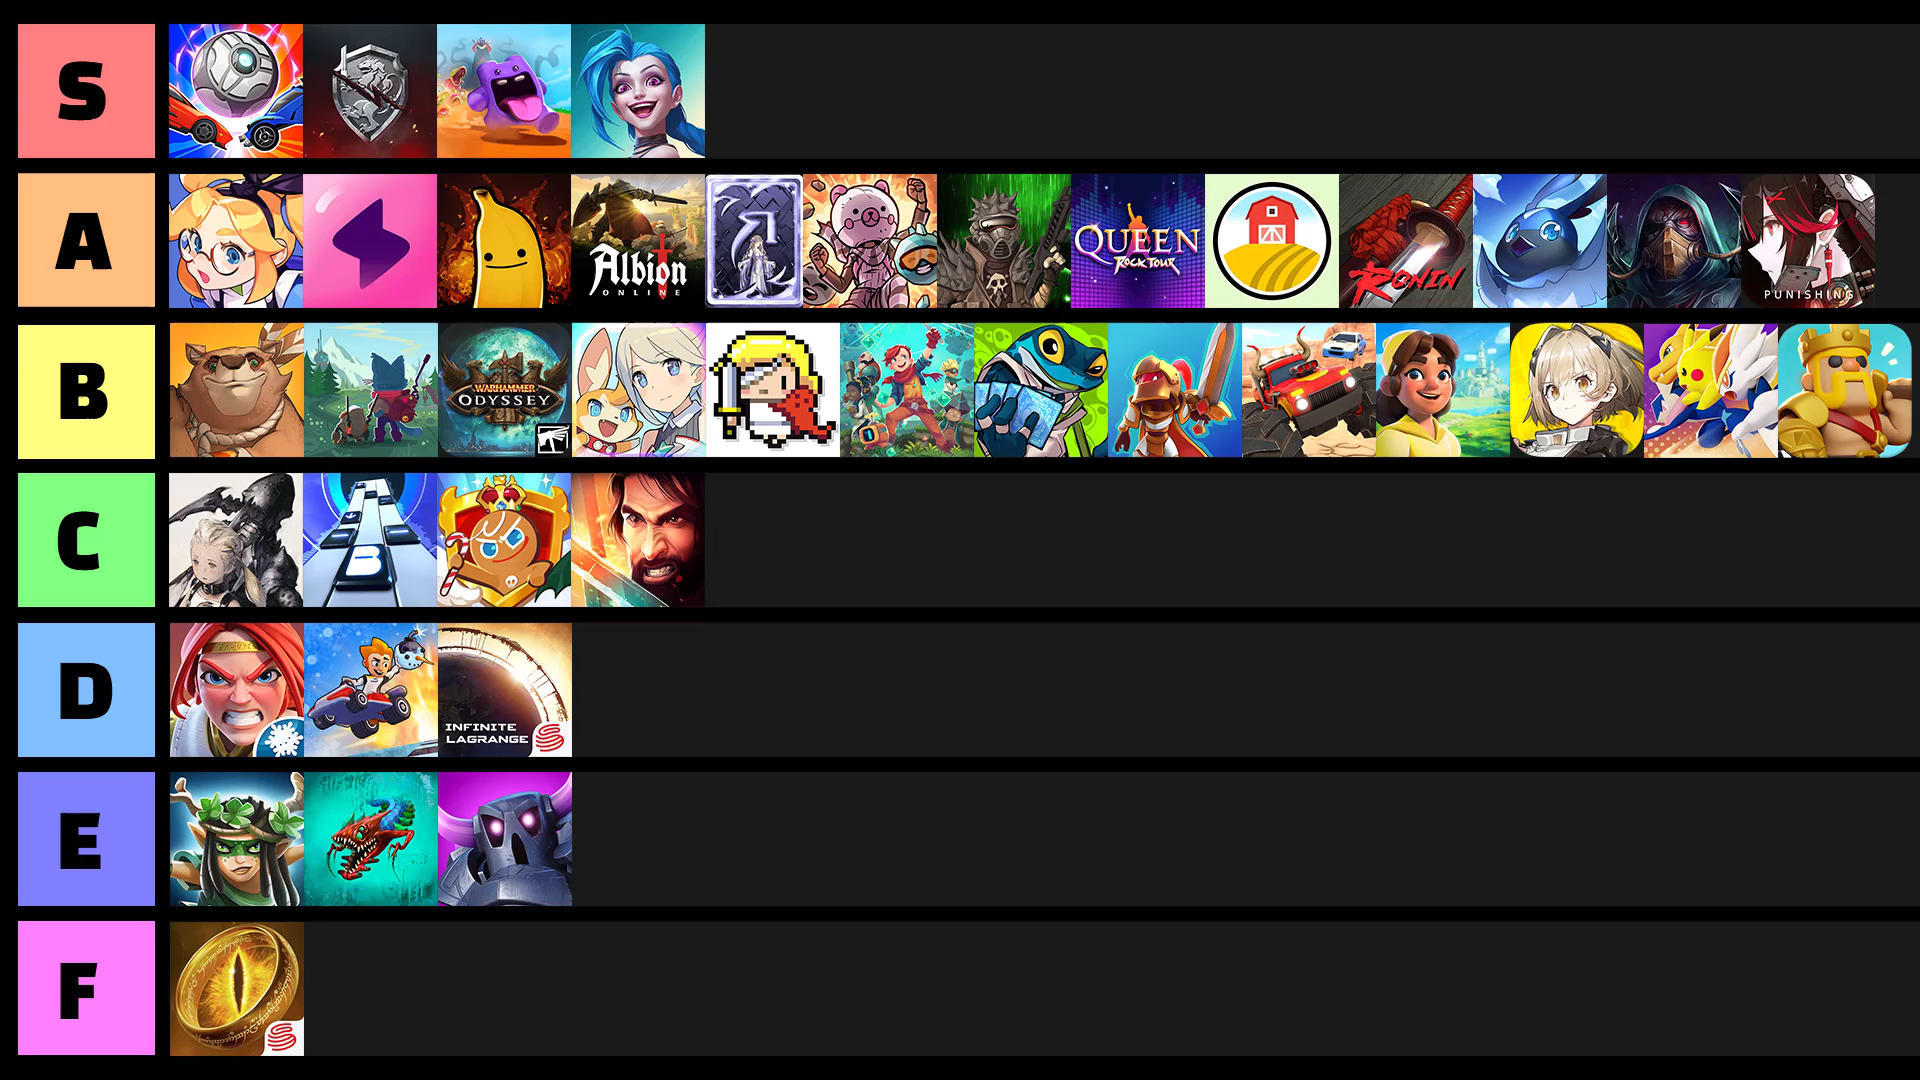 S
A
Albion
ONLINE
QUEEN
ROCK TOUR
RONIN
PUNISHING
B
WARHAMMER
ODYSSEY
C
B
D
INFINITE
LAGRANGE
E
F